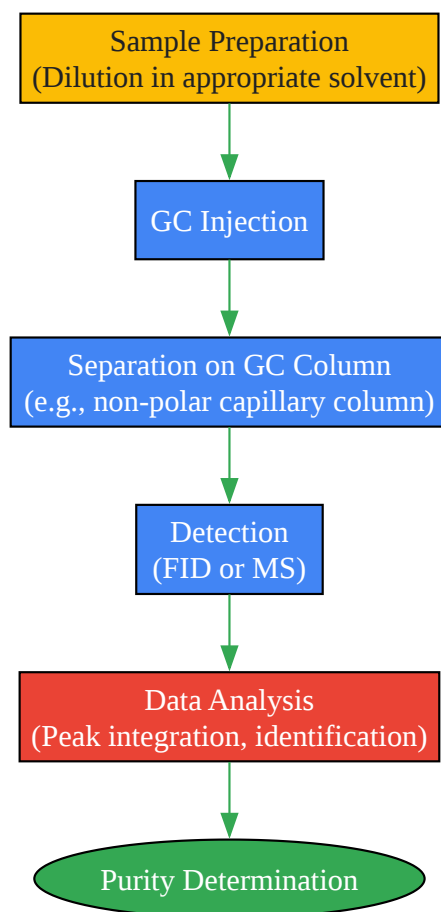 Sample Preparation
(Dilution in appropriate solvent)
GC Injection
Separation on GC Column
(e.g., non-polar capillary column)
Detection
(FID or MS)
Data Analysis
(Peak integration, identification)
Purity Determination